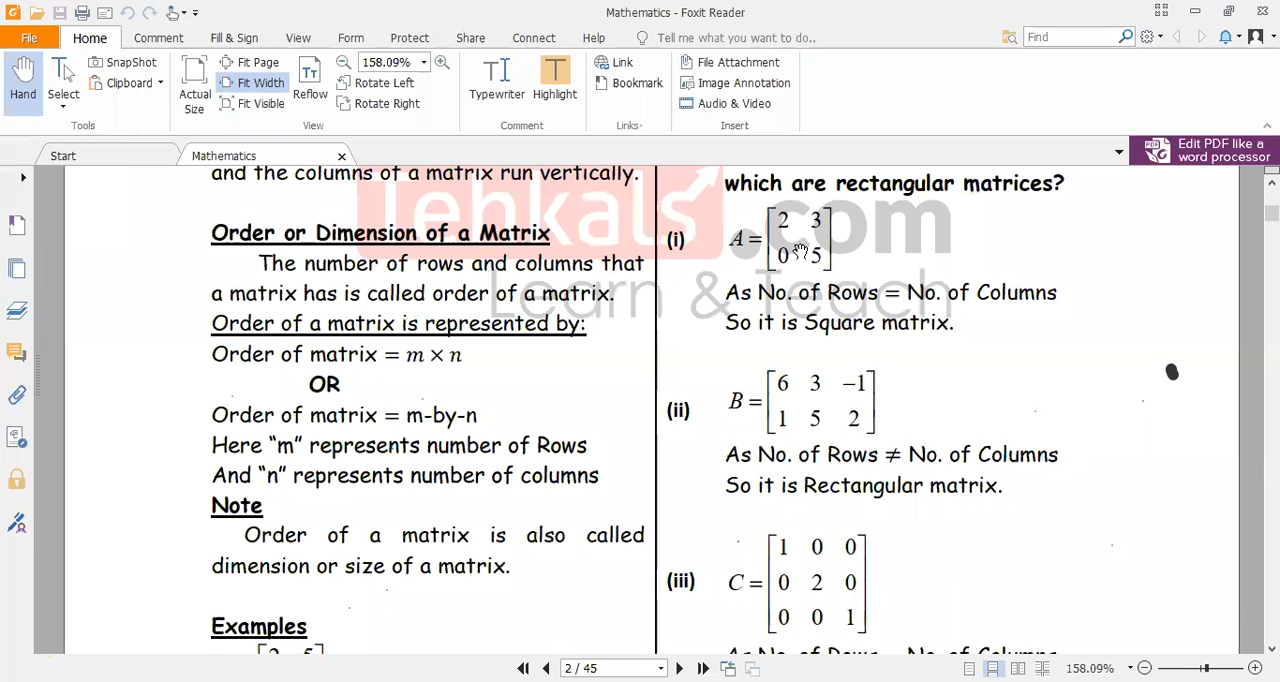 Mathematics - Foxit Reader
File Home Comment Fill & Sign View Form Protect Share Connect Help Tell me what you want to do.. Find
Hand
Select
SnapShot
Clipboard
Tools
Actual Size
Fit Page
Fit Width
Fit Visible
Reflow
158.09%
Rotate Left
Rotate Right
View
Typewriter
Highlight
Comment
Link
Bookmark
Links
File Attachment
Image Annotation
Audio & Video
Insert
Start
Mathematics
Edit PDF like a
word processor
and the columns of a matrix run vertically.
Order or Dimension of a Matrix
The number of rows and columns that
a matrix has is called order of a matrix.
Order of a matrix is represented by:
Order of matrix = m × n
OR
Order of matrix = m-by-n
Here “m” represents number of Rows
And “n” represents number of columns
Note
Order of a matrix is also called
dimension or size of a matrix.
Examples
which are rectangular matrices?
(i) A = [2 3
0 5]
As No. of Rows = No. of Columns
So it is Square matrix.
(ii) B = [6 3 −1
1 5 2]
As No. of Rows ≠ No. of Columns
So it is Rectangular matrix.
(iii) C = [1 0 0
0 2 0
0 0 1]
Tehkals.com
Learn & Teach
2 / 45
158.09%